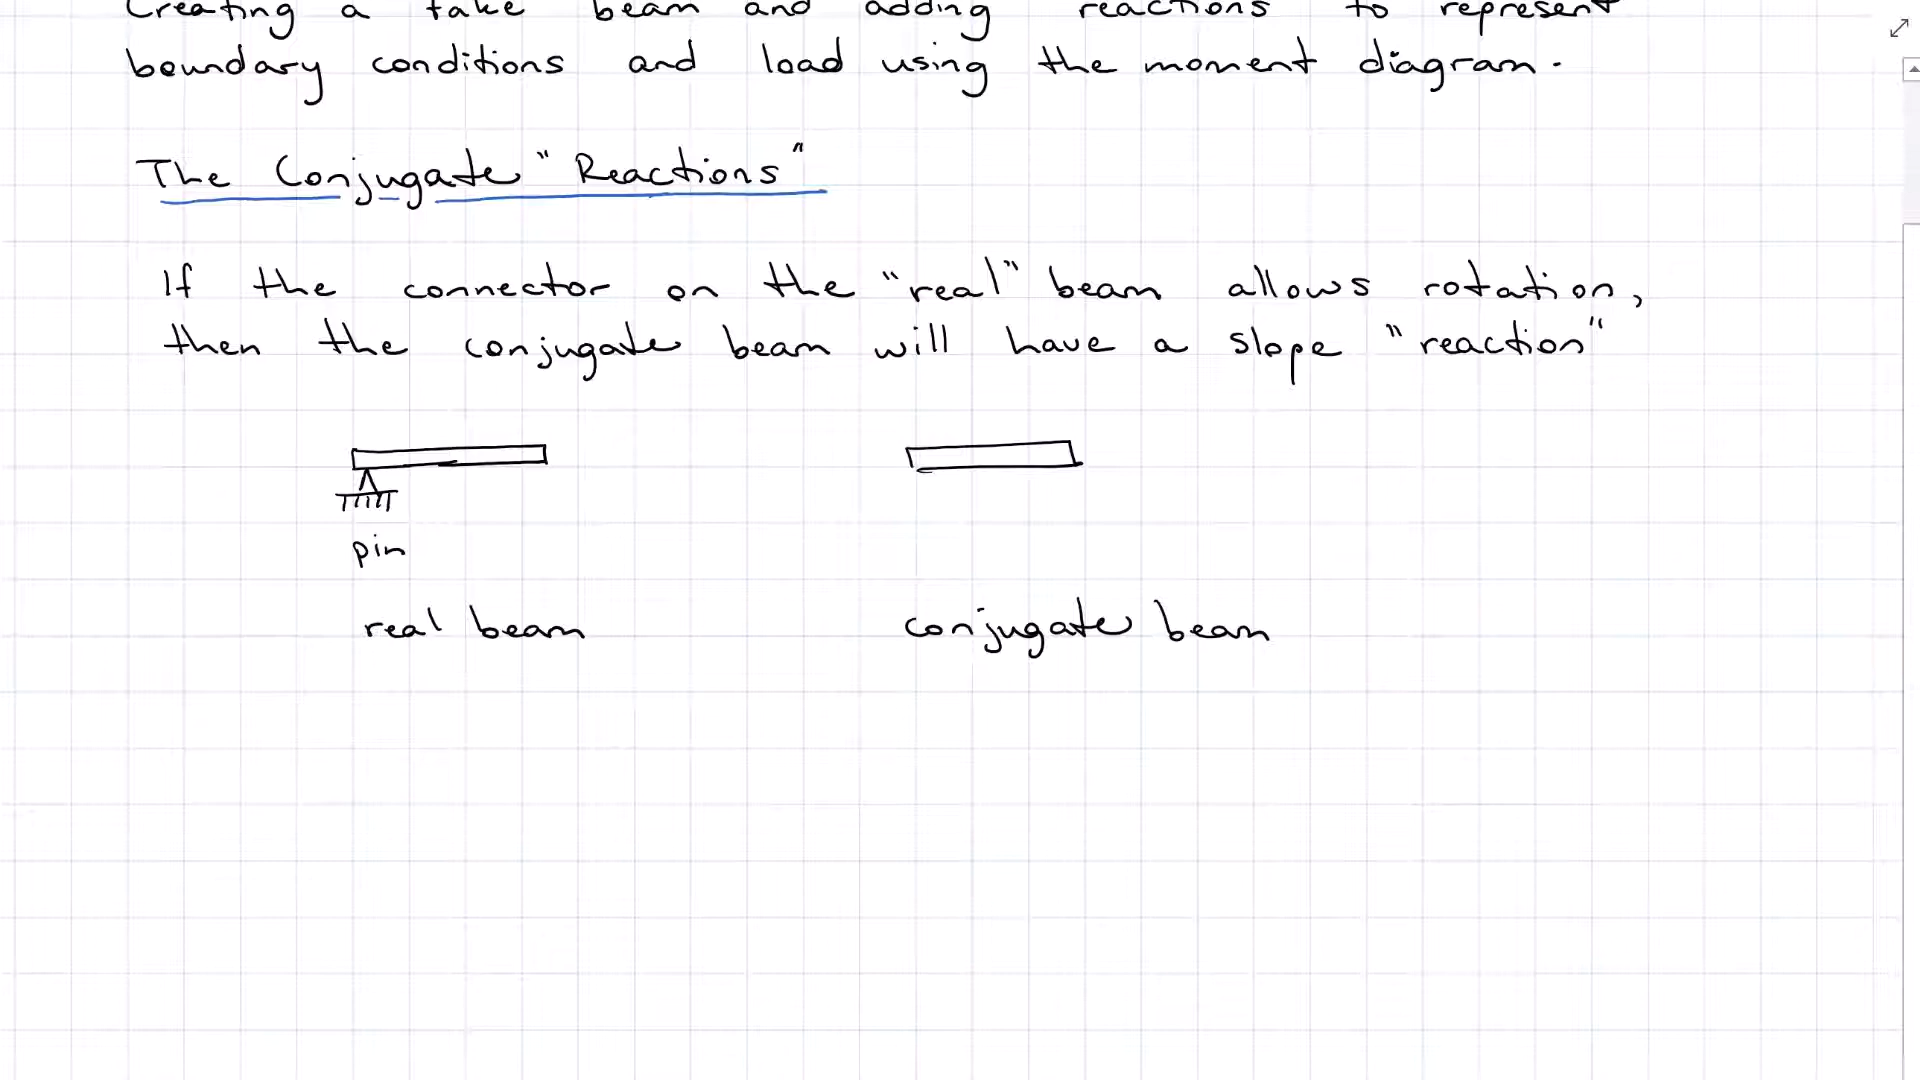 Creating a fake beam and adding reactions to represent
boundary conditions and load using the moment diagram.
The Conjugate "Reactions"
If the connector on the "real" beam allows rotation,
then the conjugate beam will have a slope "reaction"
pin
real beam
conjugate beam